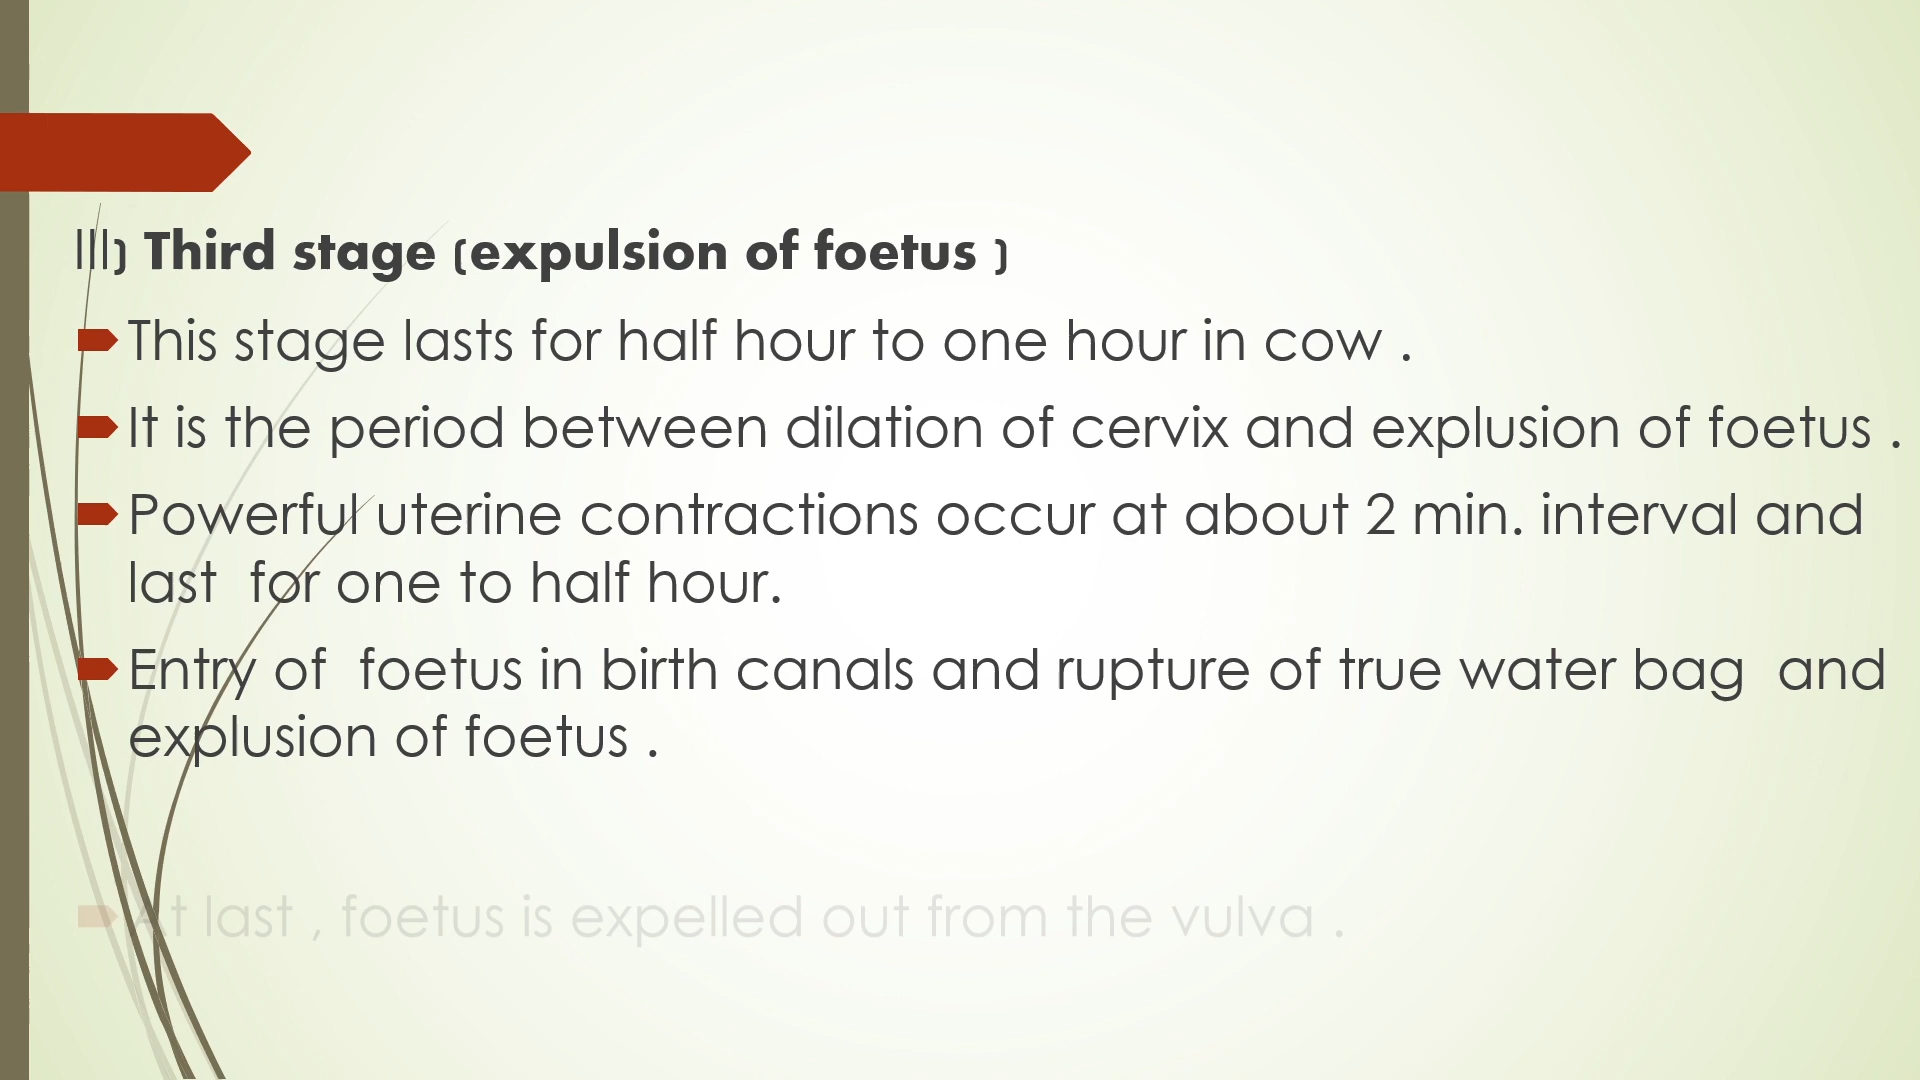 III) Third stage (expulsion of foetus )
This stage lasts for half hour to one hour in cow .
It is the period between dilation of cervix and explusion of foetus .
Powerful uterine contractions occur at about 2 min. interval and
last for one to half hour.
Entry of foetus in birth canals and rupture of true water bag and
explusion of foetus .
At last , foetus is expelled out from the vulva .